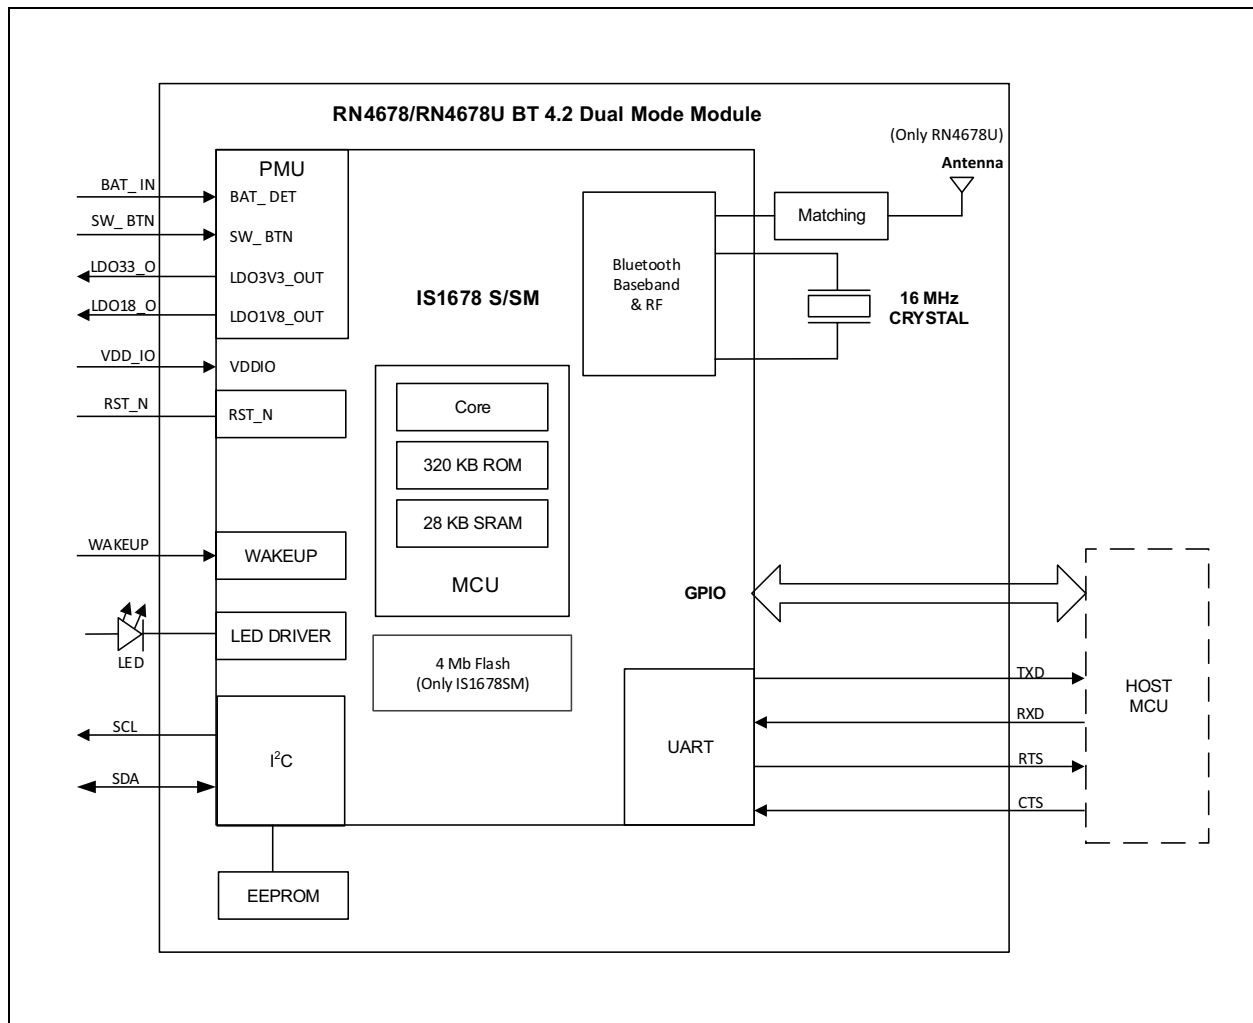 RN4678/RN4678U BT 4.2 Dual Mode Module
(Only RN4678U)
Antenna
PMU
BAT_ IN
BAT_ DET
SW_ BTN
SW_ BTN
LDO33_O
LDO3V3_OUT
LDO18_O
LDO1V8_OUT
VDD_IO
VDDIO
RST_N
RST_N
IS1678 S/SM
Bluetooth
Baseband
& RF
Matching
16 MHz
CRYSTAL
Core
320 KB ROM
28 KB SRAM
MCU
WAKEUP
WAKEUP
LED DRIVER
LED
4 Mb Flash
(Only IS1678SM)
GPIO
SCL
SDA
I²C
EEPROM
UART
TXD
RXD
RTS
CTS
HOST
MCU